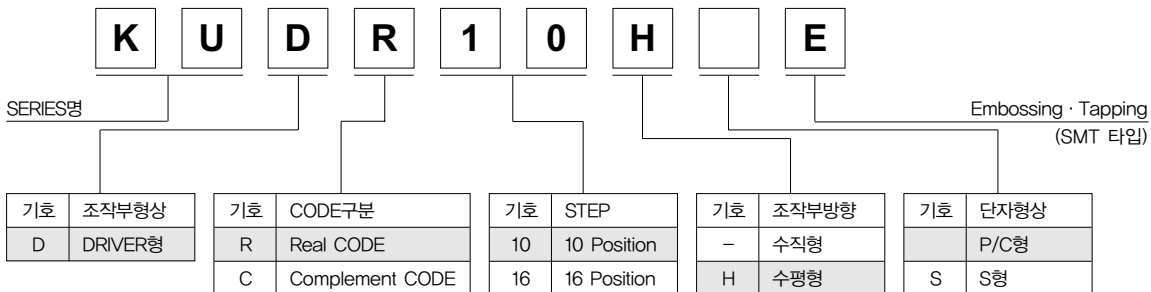 K U D R 1 0 H E
SERIES명
Embossing · Tapping
(SMT 타입)
기호 조작부형상
D DRIVER형
기호 CODE구분
R Real CODE
C Complement CODE
기호 STEP
10 10 Position
16 16 Position
기호 조작부방향
– 수직형
H 수평형
기호 단자형상
P/C형
S S형